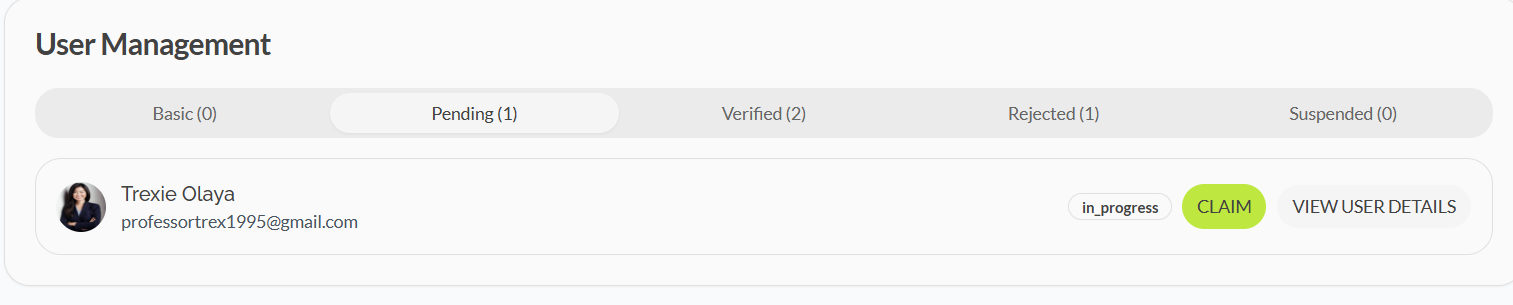 User Management
Basic (0) Pending (1) Verified (2) Rejected (1) Suspended (0)
Trexie Olaya
professortrex1995@gmail.com
in_progress CLAIM VIEW USER DETAILS